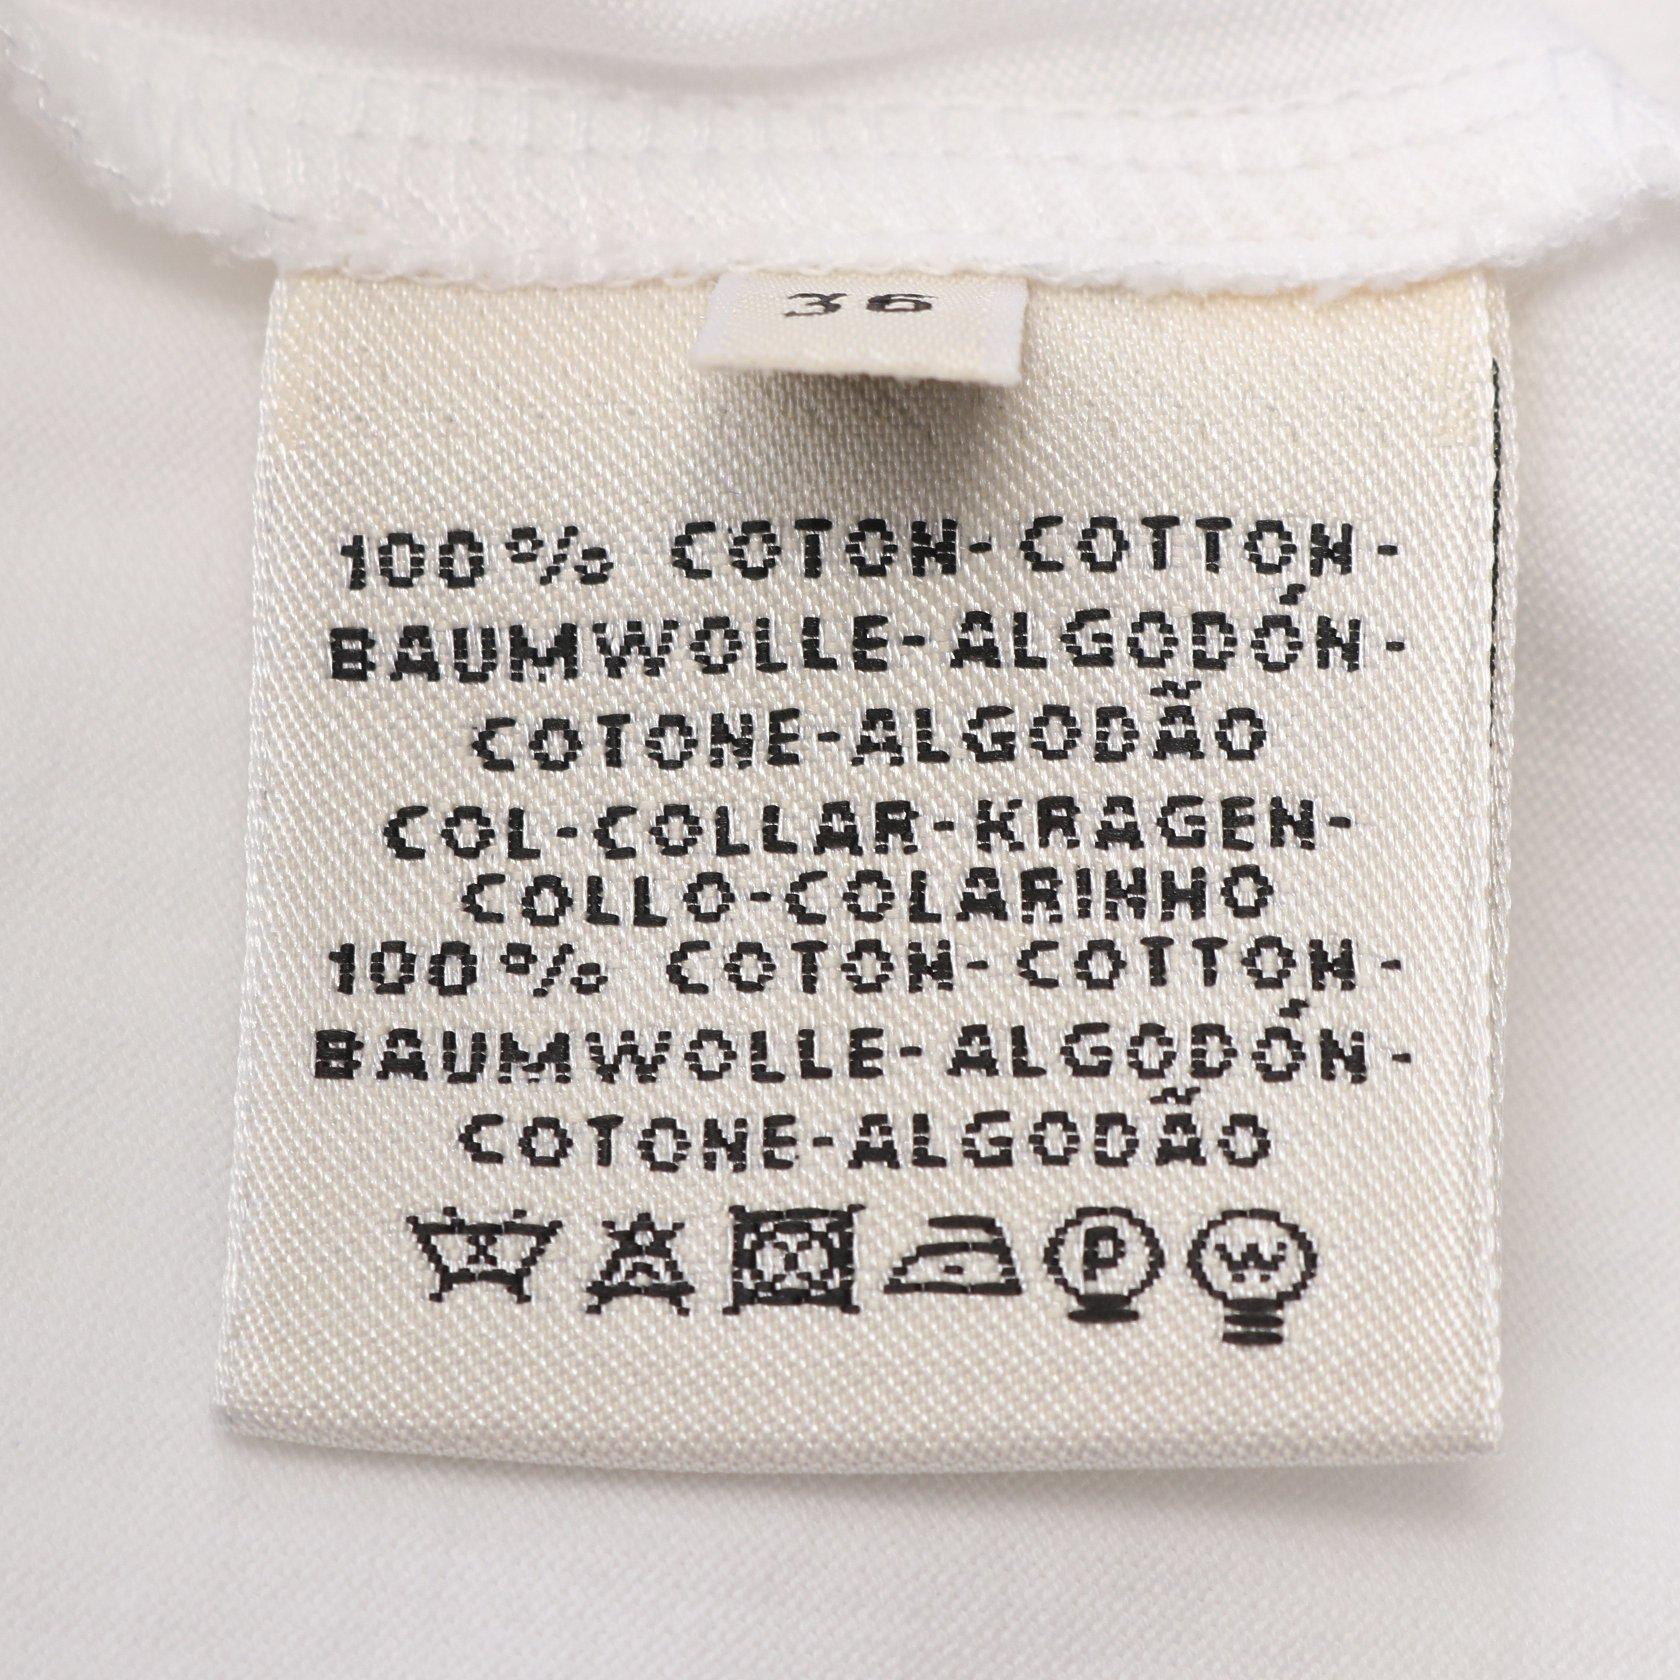 36
100% COTON-COTTON-
BAUMWOLLE-ALGODÓN-
COTONE-ALGODÃO
COL-COLLAR-KRAGEN-
COLLO-COLARINHO
100% COTON-COTTON-
BAUMWOLLE-ALGODÓN-
COTONE-ALGODÃO
P W